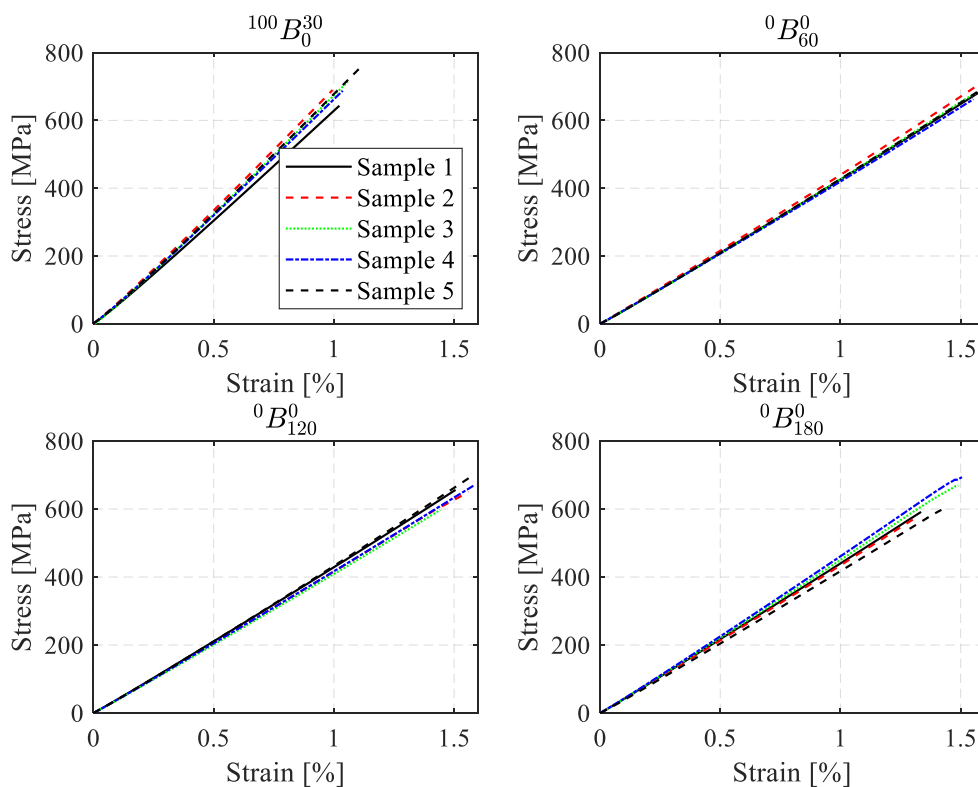 ¹⁰⁰B₀³⁰
⁰B₆₀⁰
800
600
400
200
0
Stress [MPa]
0 0.5 1 1.5
Strain [%]
Sample 1
Sample 2
Sample 3
Sample 4
Sample 5
800
600
400
200
0
Stress [MPa]
0 0.5 1 1.5
Strain [%]
⁰B₁₂₀⁰
⁰B₁₈₀⁰
800
600
400
200
0
Stress [MPa]
0 0.5 1 1.5
Strain [%]
800
600
400
200
0
Stress [MPa]
0 0.5 1 1.5
Strain [%]